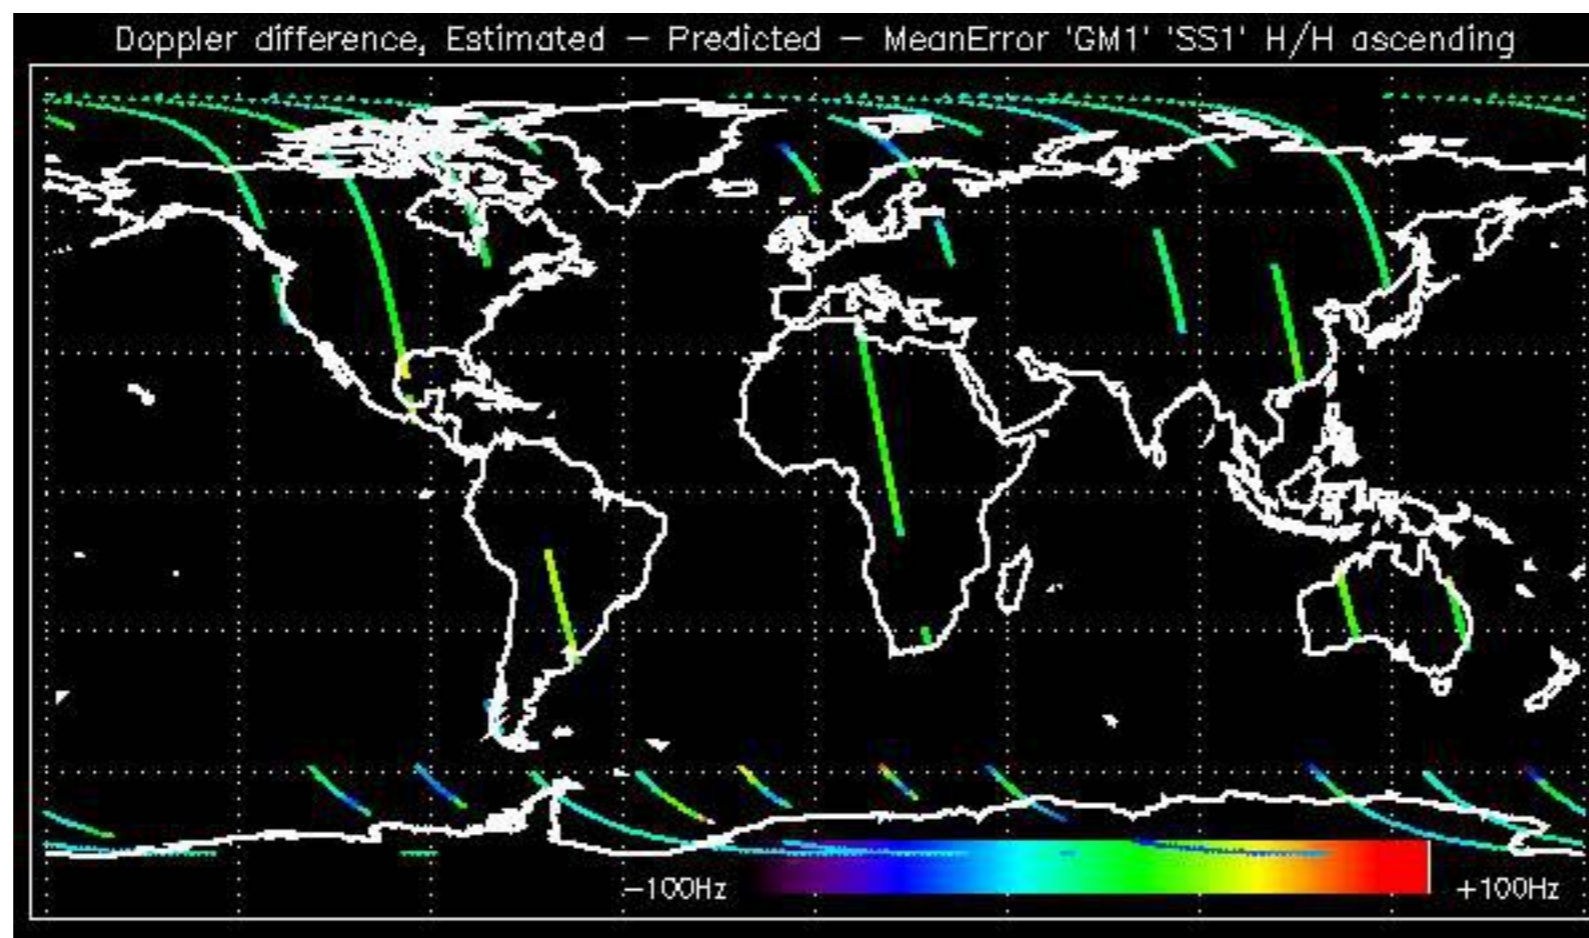 Doppler difference, Estimated – Predicted – MeanError 'GM1' 'SS1' H/H ascending
−100Hz +100Hz